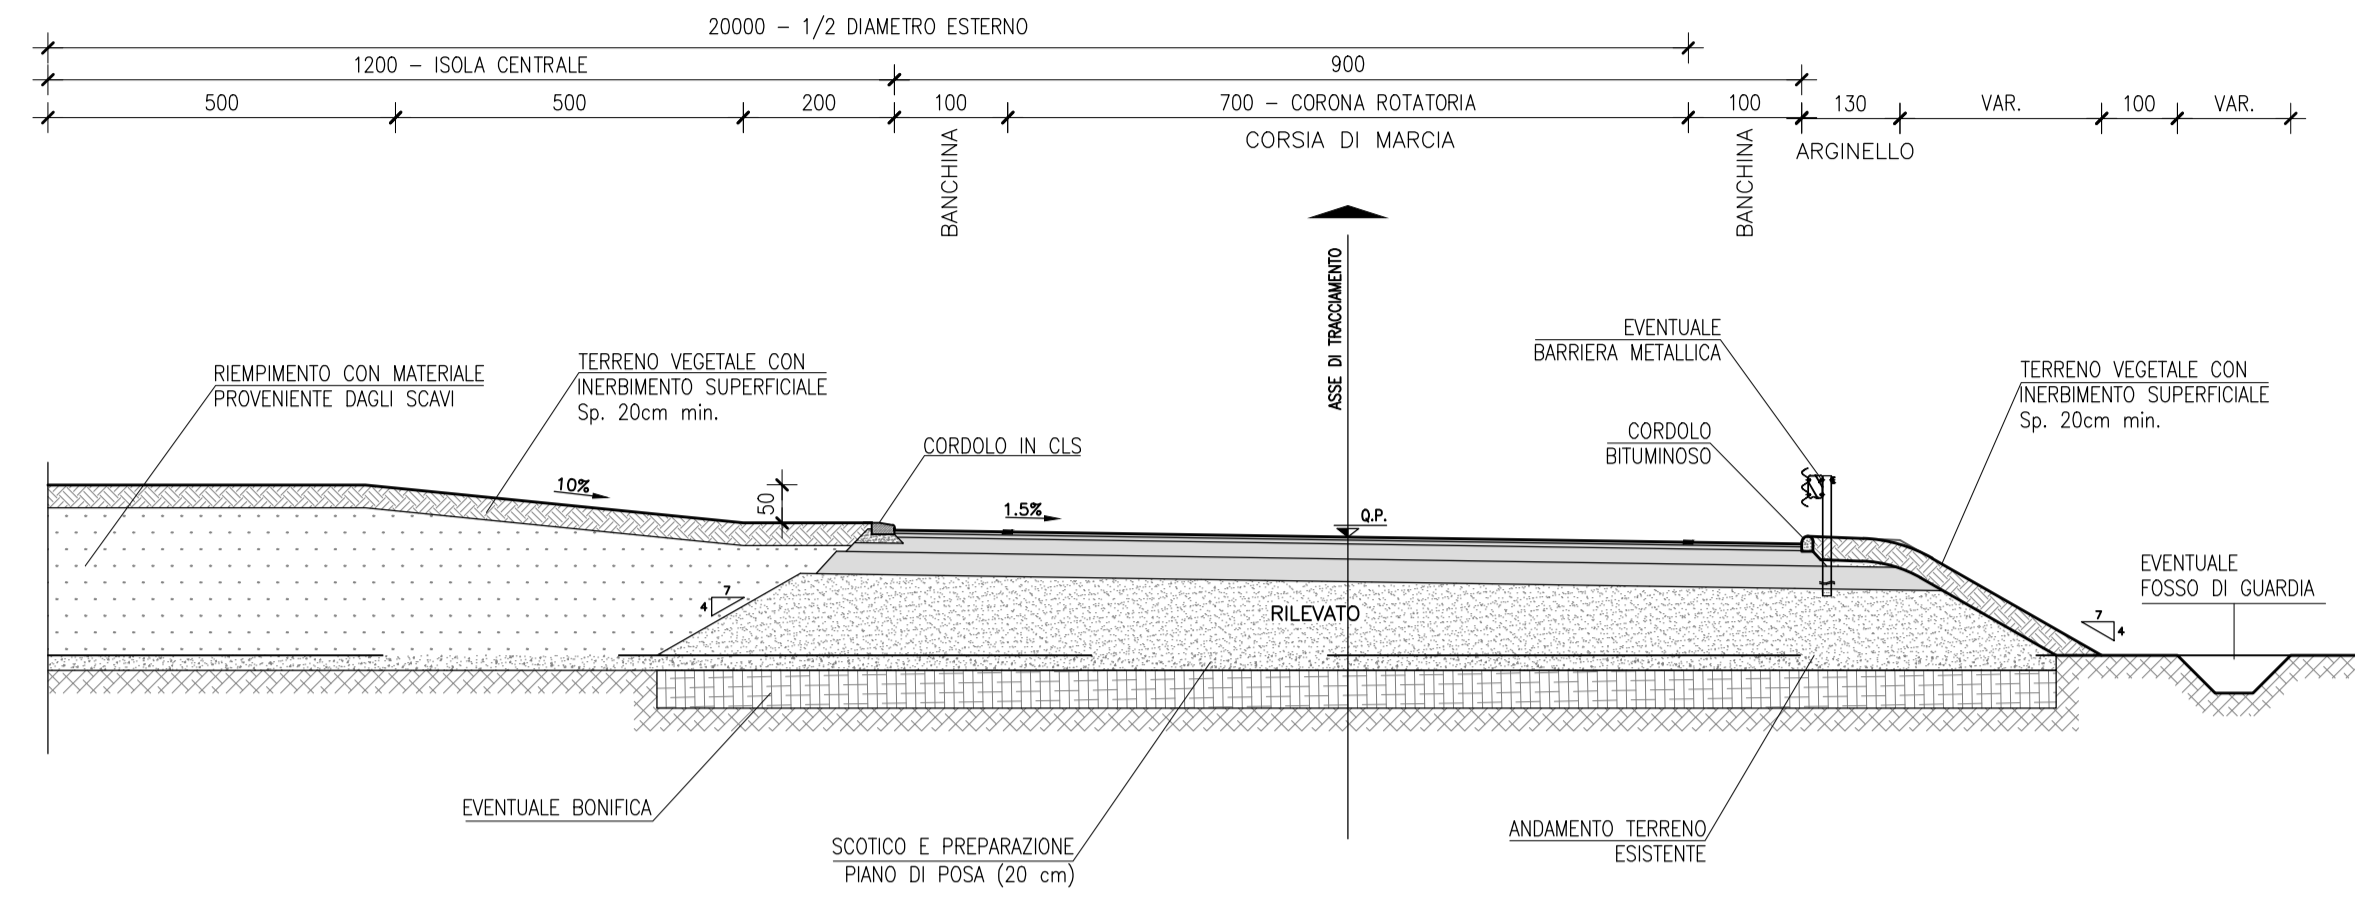 20000 - 1/2 DIAMETRO ESTERNO
1200 - ISOLA CENTRALE
900
500
500
200
100
700 - CORONA ROTATORIA
100
130
VAR.
100
VAR.
BANCHINA
CORSIA DI MARCIA
BANCHINA
ARGINELLO
ASSE DI TRACCIAMENTO
EVENTUALE
BARRIERA METALLICA
RIEMPIMENTO CON MATERIALE
PROVENIENTE DAGLI SCAVI
TERRENO VEGETALE CON
INERBIMENTO SUPERFICIALE
Sp. 20cm min.
TERRENO VEGETALE CON
INERBIMENTO SUPERFICIALE
Sp. 20cm min.
CORDOLO IN CLS
CORDOLO
BITUMINOSO
10%
50
1.5%
Q.P.
EVENTUALE
FOSSO DI GUARDIA
7
4
RILEVATO
7
4
EVENTUALE BONIFICA
SCOTICO E PREPARAZIONE
PIANO DI POSA (20 cm)
ANDAMENTO TERRENO
ESISTENTE